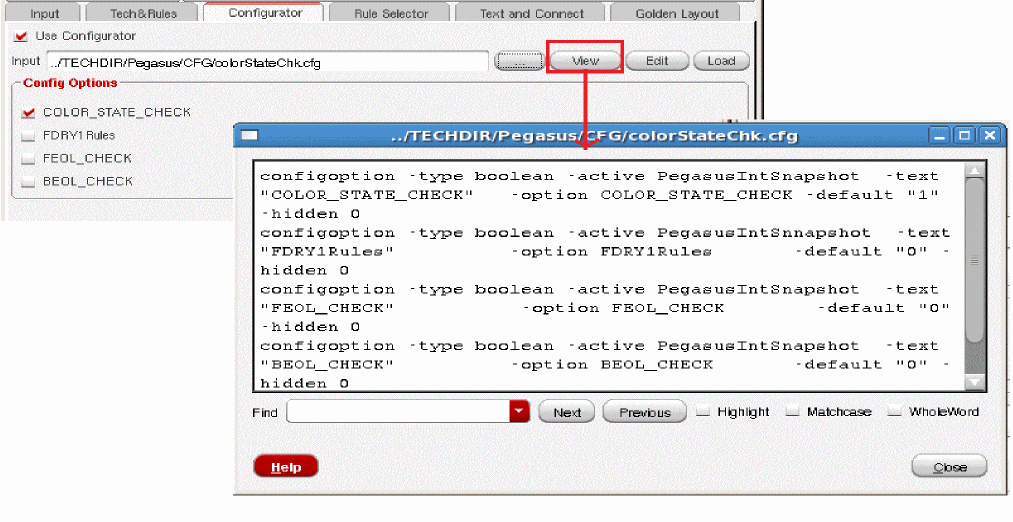 Input Tech&Rules Configurator Rule Selector Text and Connect Golden Layout
Use Configurator
Input ../TECHDIR/Pegasus/CFG/colorStateChk.cfg ... View Edit Load
Config Options
COLOR_STATE_CHECK
FDRY1Rules
FEOL_CHECK
BEOL_CHECK
../TECHDIR/Pegasus/CFG/colorStateChk.cfg
configoption -type boolean -active PegasusIntSnapshot -text
"COLOR_STATE_CHECK" -option COLOR_STATE_CHECK -default "1"
-hidden 0
configoption -type boolean -active PegasusIntSnnapshot -text
"FDRY1Rules" -option FDRY1Rules -default "0" -
hidden 0
configoption -type boolean -active PegasusIntSnapshot -text
"FEOL_CHECK" -option FEOL_CHECK -default "0"
-hidden 0
configoption -type boolean -active PegasusIntSnapshot -text
"BEOL_CHECK" -option BEOL_CHECK -default "0" -
hidden 0
Find Next Previous Highlight Matchcase WholeWord
Help Close